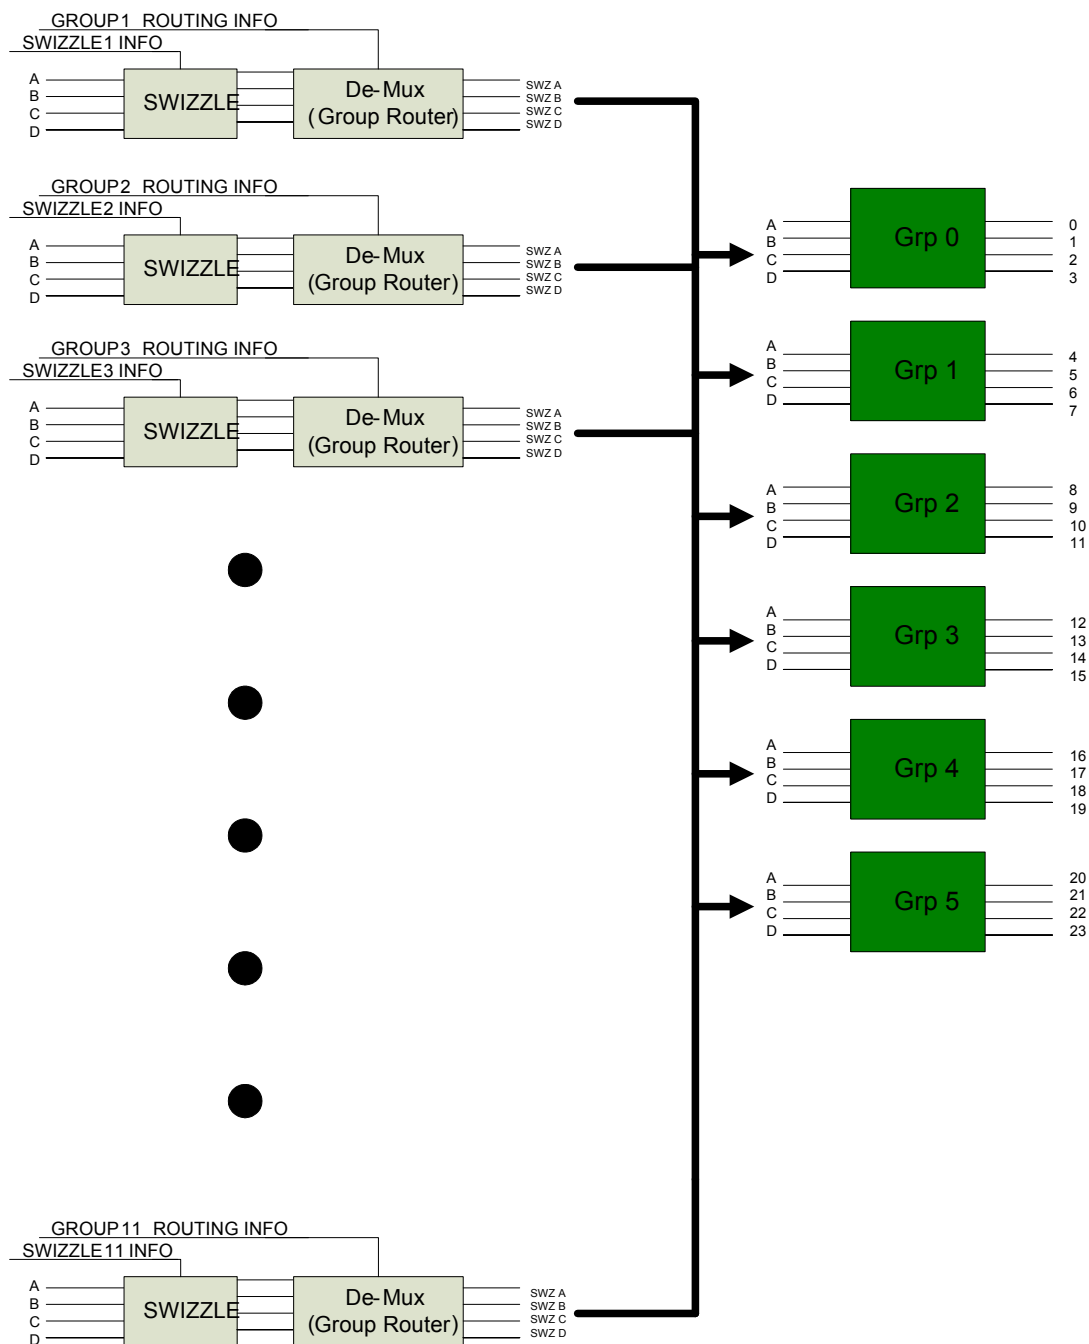 GROUP1 ROUTING INFO
SWIZZLE1 INFO
A
B
C
D
SWIZZLE
De-Mux
(Group Router)
SWZ A
SWZ B
SWZ C
SWZ D
GROUP2 ROUTING INFO
SWIZZLE2 INFO
A
B
C
D
SWIZZLE
De-Mux
(Group Router)
SWZ A
SWZ B
SWZ C
SWZ D
GROUP3 ROUTING INFO
SWIZZLE3 INFO
A
B
C
D
SWIZZLE
De-Mux
(Group Router)
SWZ A
SWZ B
SWZ C
SWZ D
GROUP11 ROUTING INFO
SWIZZLE11 INFO
A
B
C
D
SWIZZLE
De-Mux
(Group Router)
SWZ A
SWZ B
SWZ C
SWZ D
A
B
C
D
Grp 0
0
1
2
3
A
B
C
D
Grp 1
4
5
6
7
A
B
C
D
Grp 2
8
9
10
11
A
B
C
D
Grp 3
12
13
14
15
A
B
C
D
Grp 4
16
17
18
19
A
B
C
D
Grp 5
20
21
22
23